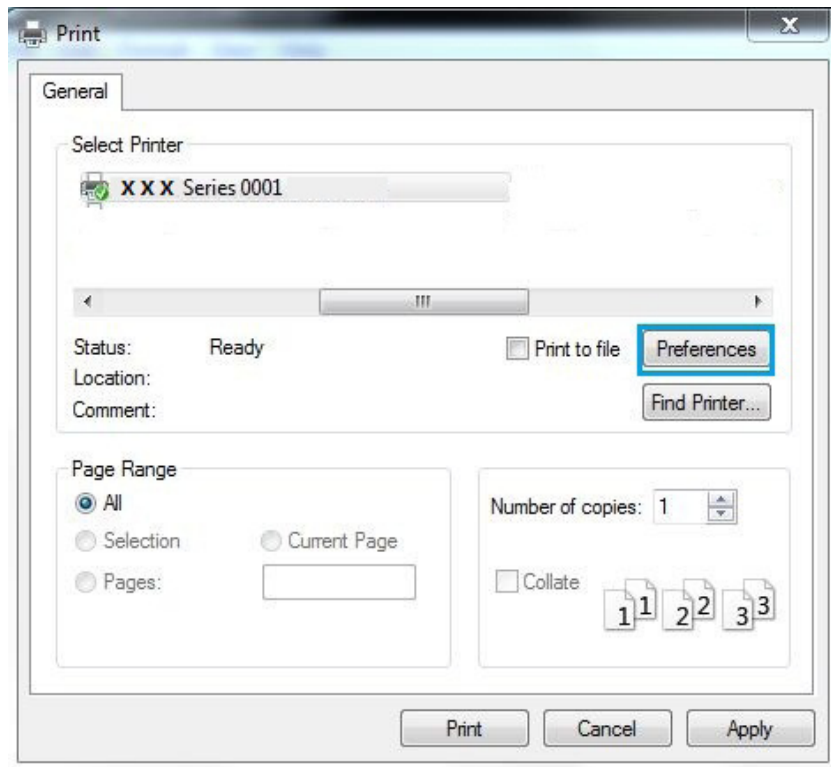 Print
X
General
Select Printer
X X X Series 0001
Status: Ready
Print to file Preferences
Location:
Comment:
Find Printer...
Page Range
All
Number of copies: 1
Selection Current Page
Pages:
Collate
1 1 2 2 3 3
Print Cancel Apply